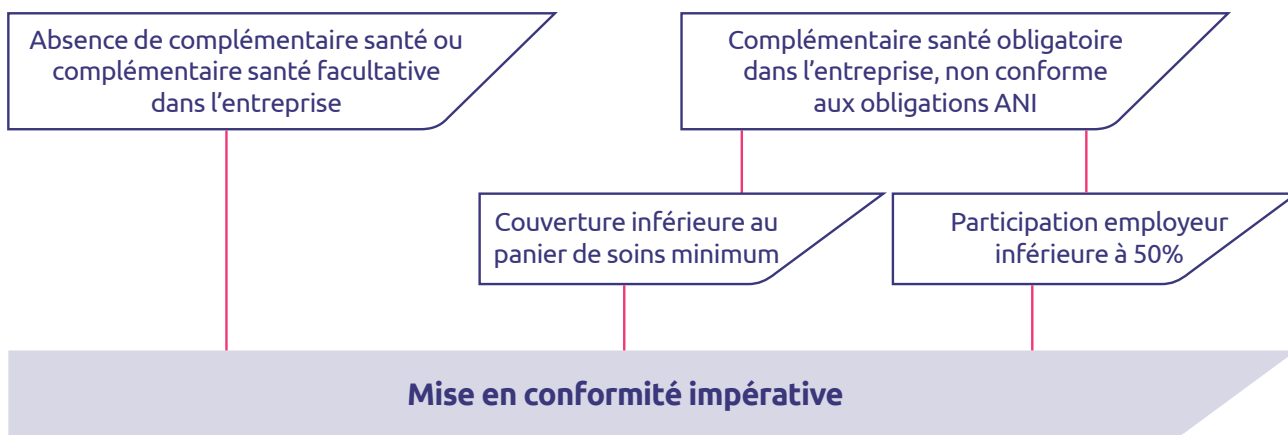 Absence de complémentaire santé ou
complémentaire santé facultative
dans l’entreprise
Complémentaire santé obligatoire
dans l’entreprise, non conforme
aux obligations ANI
Couverture inférieure au
panier de soins minimum
Participation employeur
inférieure à 50%
Mise en conformité impérative